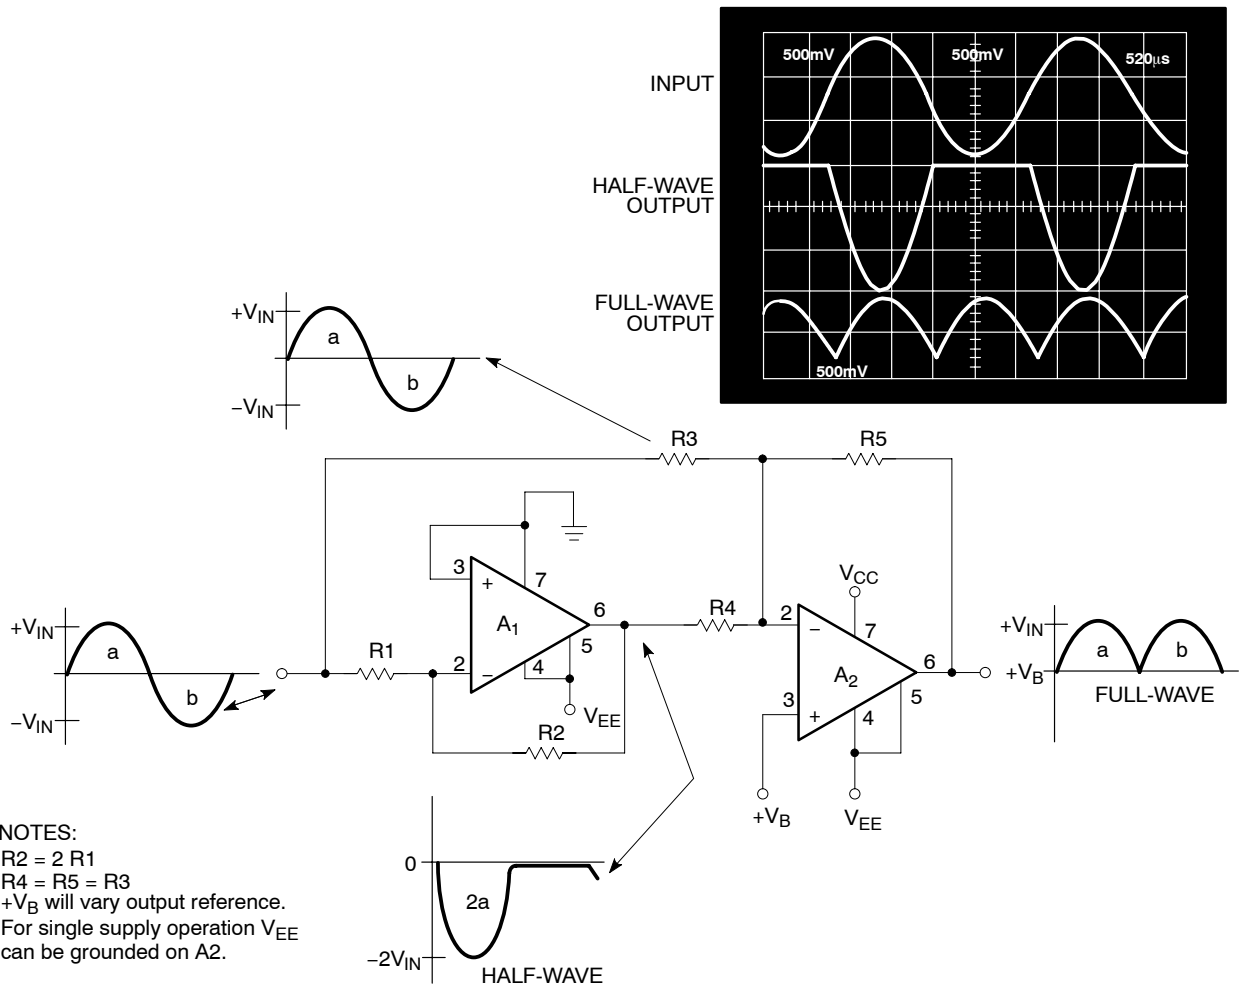 500mV
500mV
520µs
INPUT
HALF-WAVE
OUTPUT
FULL-WAVE
OUTPUT
500mV
+VIN
a
b
−VIN
R3
R5
3
+
7
A1
6
2
−
4
5
VEE
R1
R2
R4
VCC
2
−
7
A2
6
3
+
4
5
+VB
VEE
+VIN
a
b
−VIN
+VIN
a
b
+VB
FULL-WAVE
0
2a
−2VIN
HALF-WAVE
NOTES:
R2 = 2 R1
R4 = R5 = R3
+VB will vary output reference.
For single supply operation VEE
can be grounded on A2.